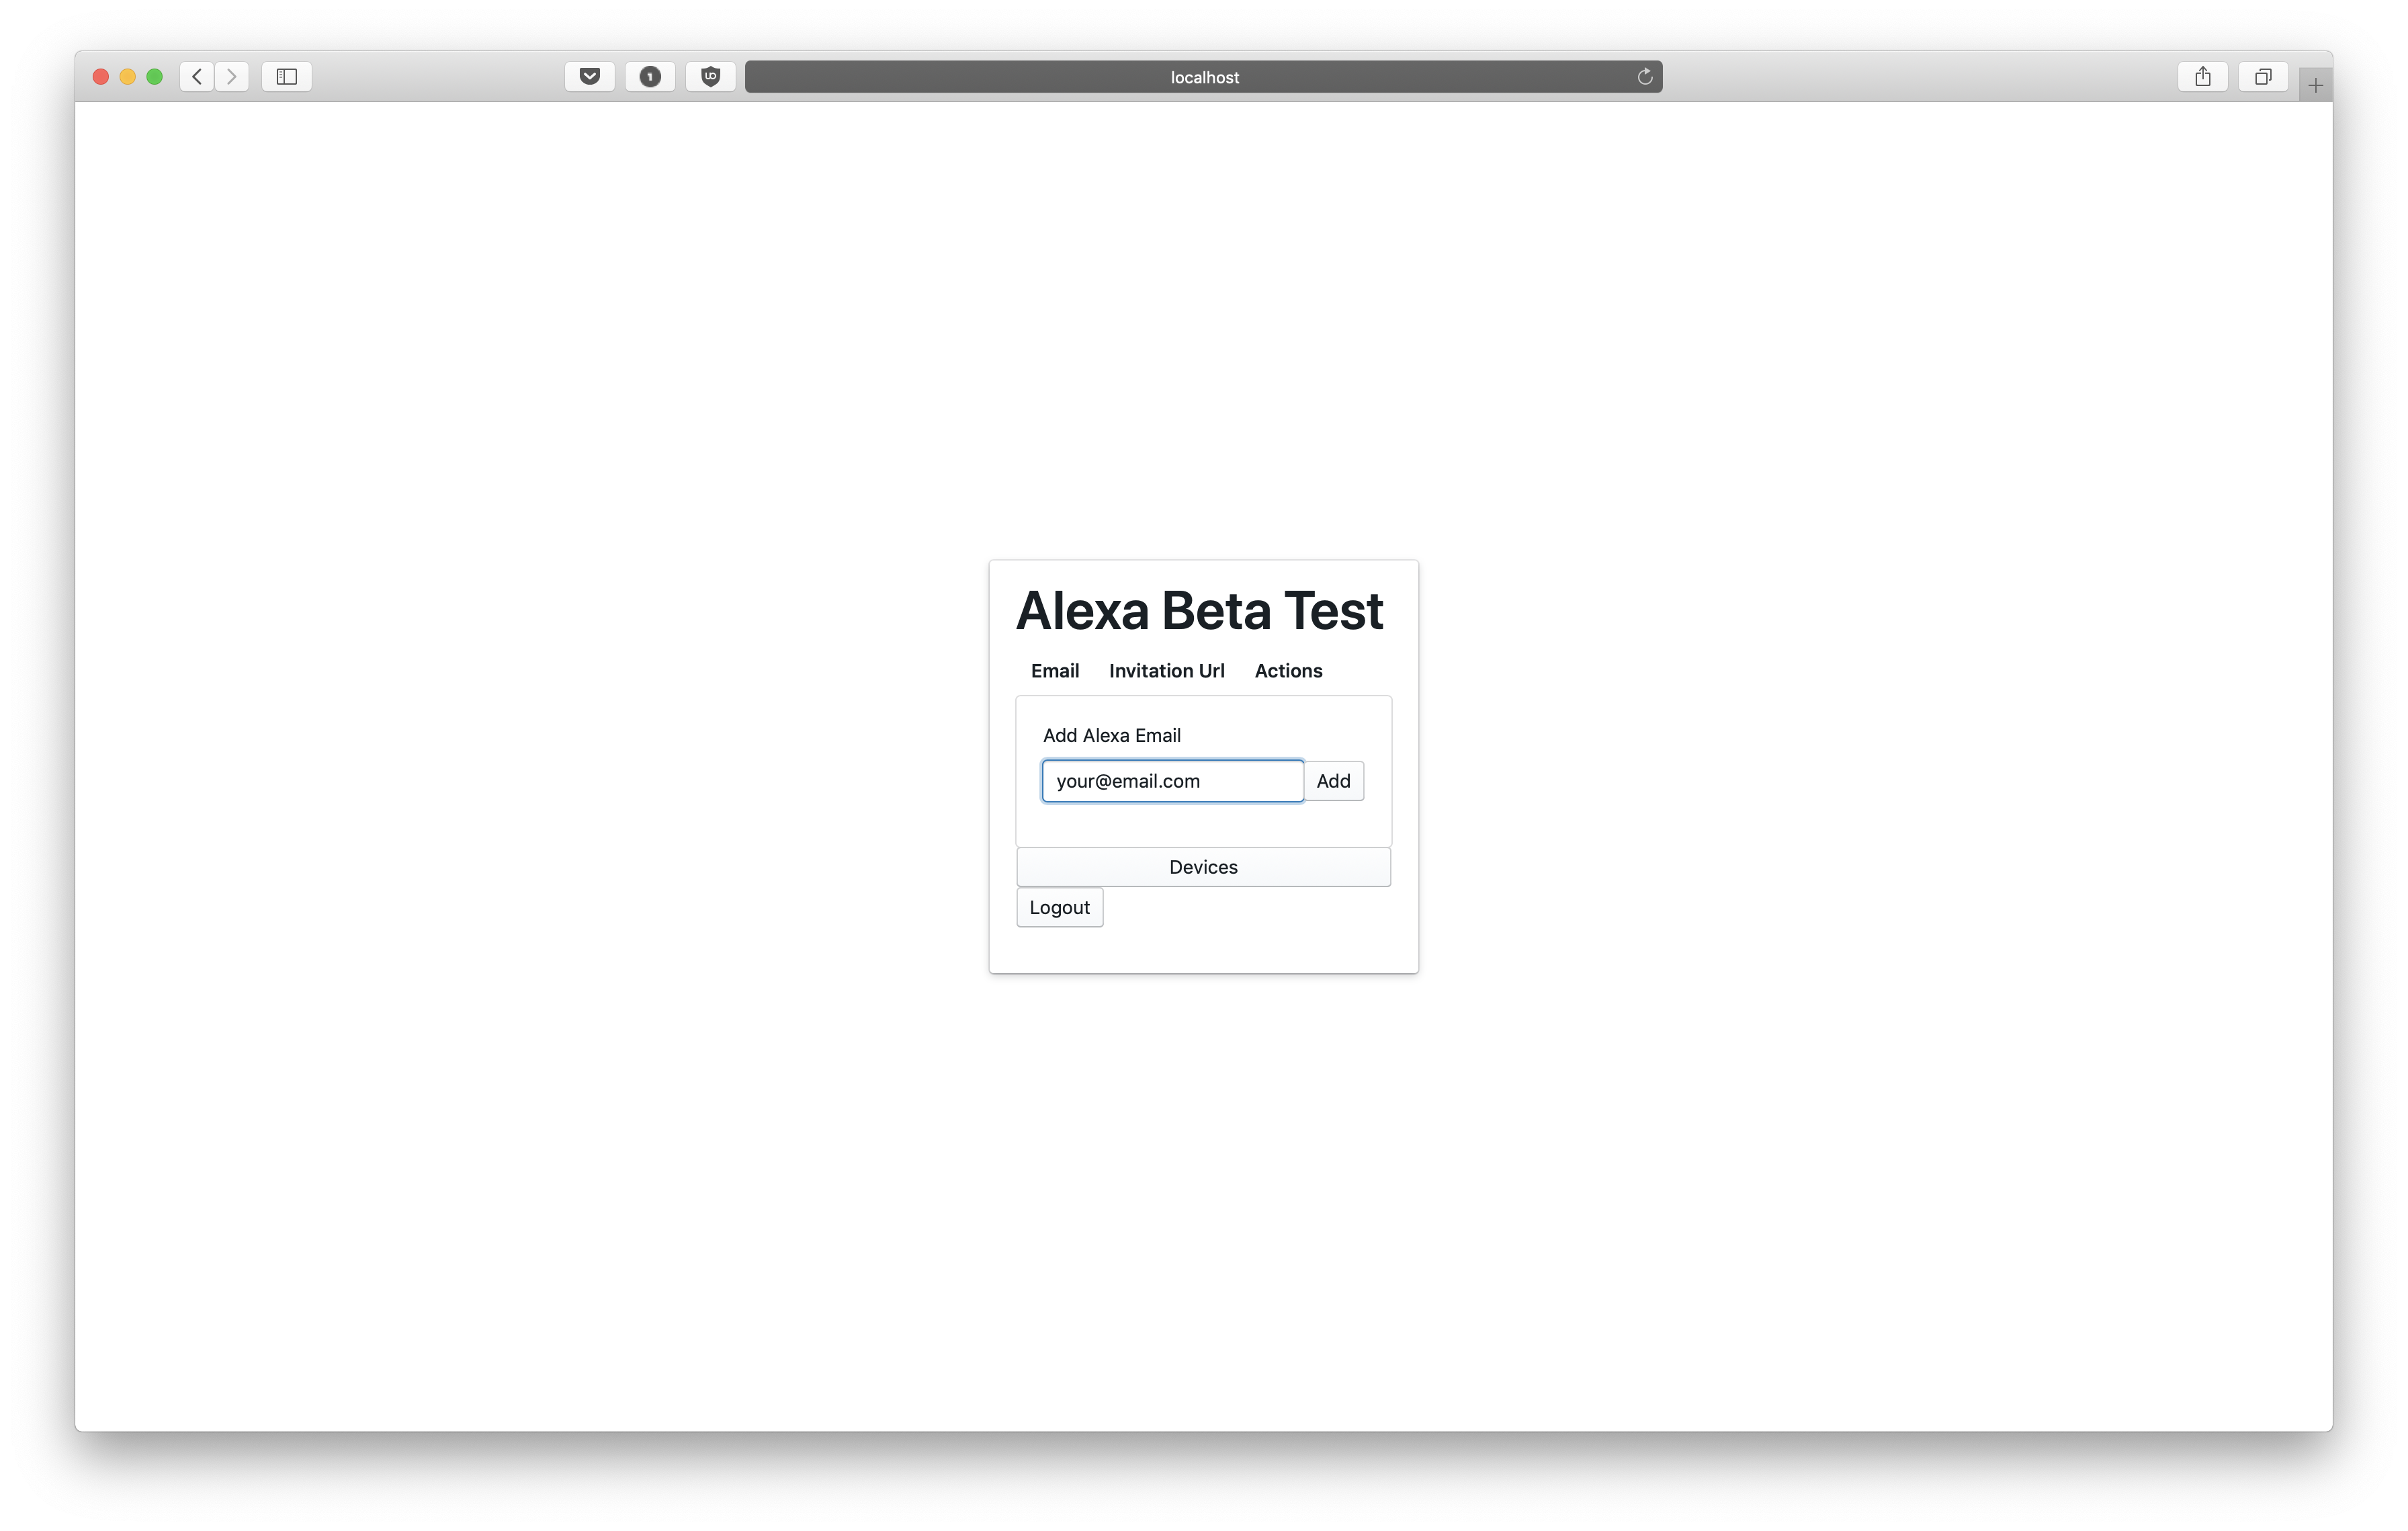 localhost
Alexa Beta Test
Email Invitation Url Actions
Add Alexa Email
your@email.com Add
Devices
Logout